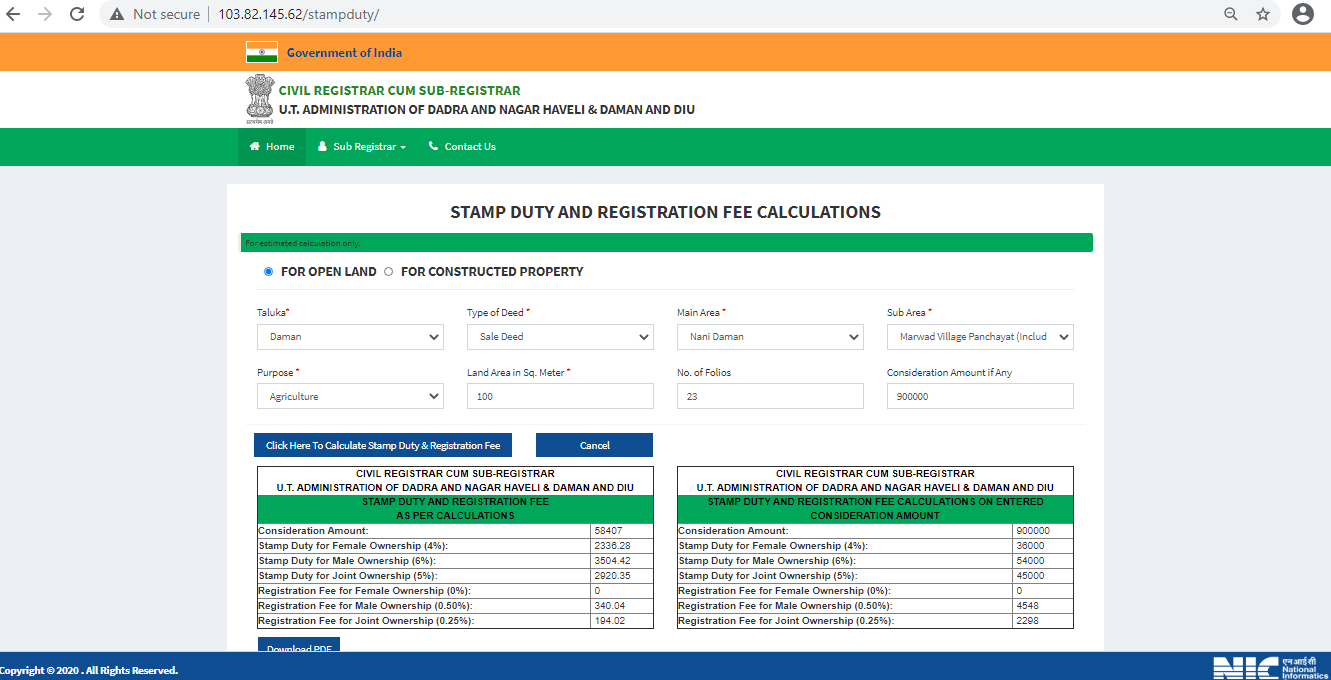 Not secure 103.82.145.62/stampduty/
Government of India
CIVIL REGISTRAR CUM SUB-REGISTRAR
U.T. ADMINISTRATION OF DADRA AND NAGAR HAVELI & DAMAN AND DIU
सत्यमेव जयते
Home Sub Registrar Contact Us
STAMP DUTY AND REGISTRATION FEE CALCULATIONS
For estimated calculation only.
FOR OPEN LAND FOR CONSTRUCTED PROPERTY
Taluka* Type of Deed * Main Area * Sub Area *
Daman Sale Deed Nani Daman Marwad Village Panchayat (Includ
Purpose * Land Area in Sq. Meter * No. of Folios Consideration Amount if Any
Agriculture 100 23 900000
Click Here To Calculate Stamp Duty & Registration Fee Cancel
CIVIL REGISTRAR CUM SUB-REGISTRAR
U.T. ADMINISTRATION OF DADRA AND NAGAR HAVELI & DAMAN AND DIU
STAMP DUTY AND REGISTRATION FEE
AS PER CALCULATIONS
Consideration Amount: 58407
Stamp Duty for Female Ownership (4%): 2336.28
Stamp Duty for Male Ownership (6%): 3504.42
Stamp Duty for Joint Ownership (5%): 2920.35
Registration Fee for Female Ownership (0%): 0
Registration Fee for Male Ownership (0.50%): 340.04
Registration Fee for Joint Ownership (0.25%): 194.02
CIVIL REGISTRAR CUM SUB-REGISTRAR
U.T. ADMINISTRATION OF DADRA AND NAGAR HAVELI & DAMAN AND DIU
STAMP DUTY AND REGISTRATION FEE CALCULATIONS ON ENTERED
CONSIDERATION AMOUNT
Consideration Amount: 900000
Stamp Duty for Female Ownership (4%): 36000
Stamp Duty for Male Ownership (6%): 54000
Stamp Duty for Joint Ownership (5%): 45000
Registration Fee for Female Ownership (0%): 0
Registration Fee for Male Ownership (0.50%): 4548
Registration Fee for Joint Ownership (0.25%): 2298
Download PDF
Copyright © 2020 . All Rights Reserved.
NIC एन आई सी
National
Informatics